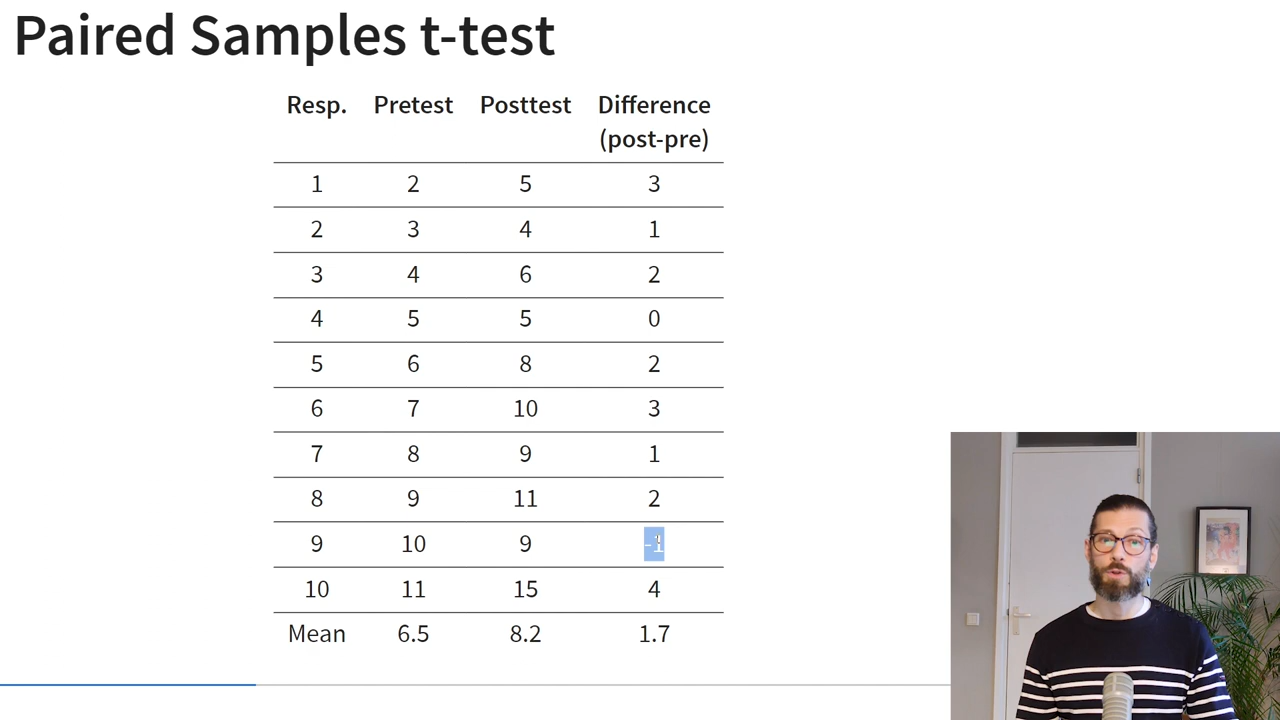 Paired Samples t-test
Resp. Pretest Posttest Difference
(post-pre)
1 2 5 3
2 3 4 1
3 4 6 2
4 5 5 0
5 6 8 2
6 7 10 3
7 8 9 1
8 9 11 2
9 10 9 -1
10 11 15 4
Mean 6.5 8.2 1.7